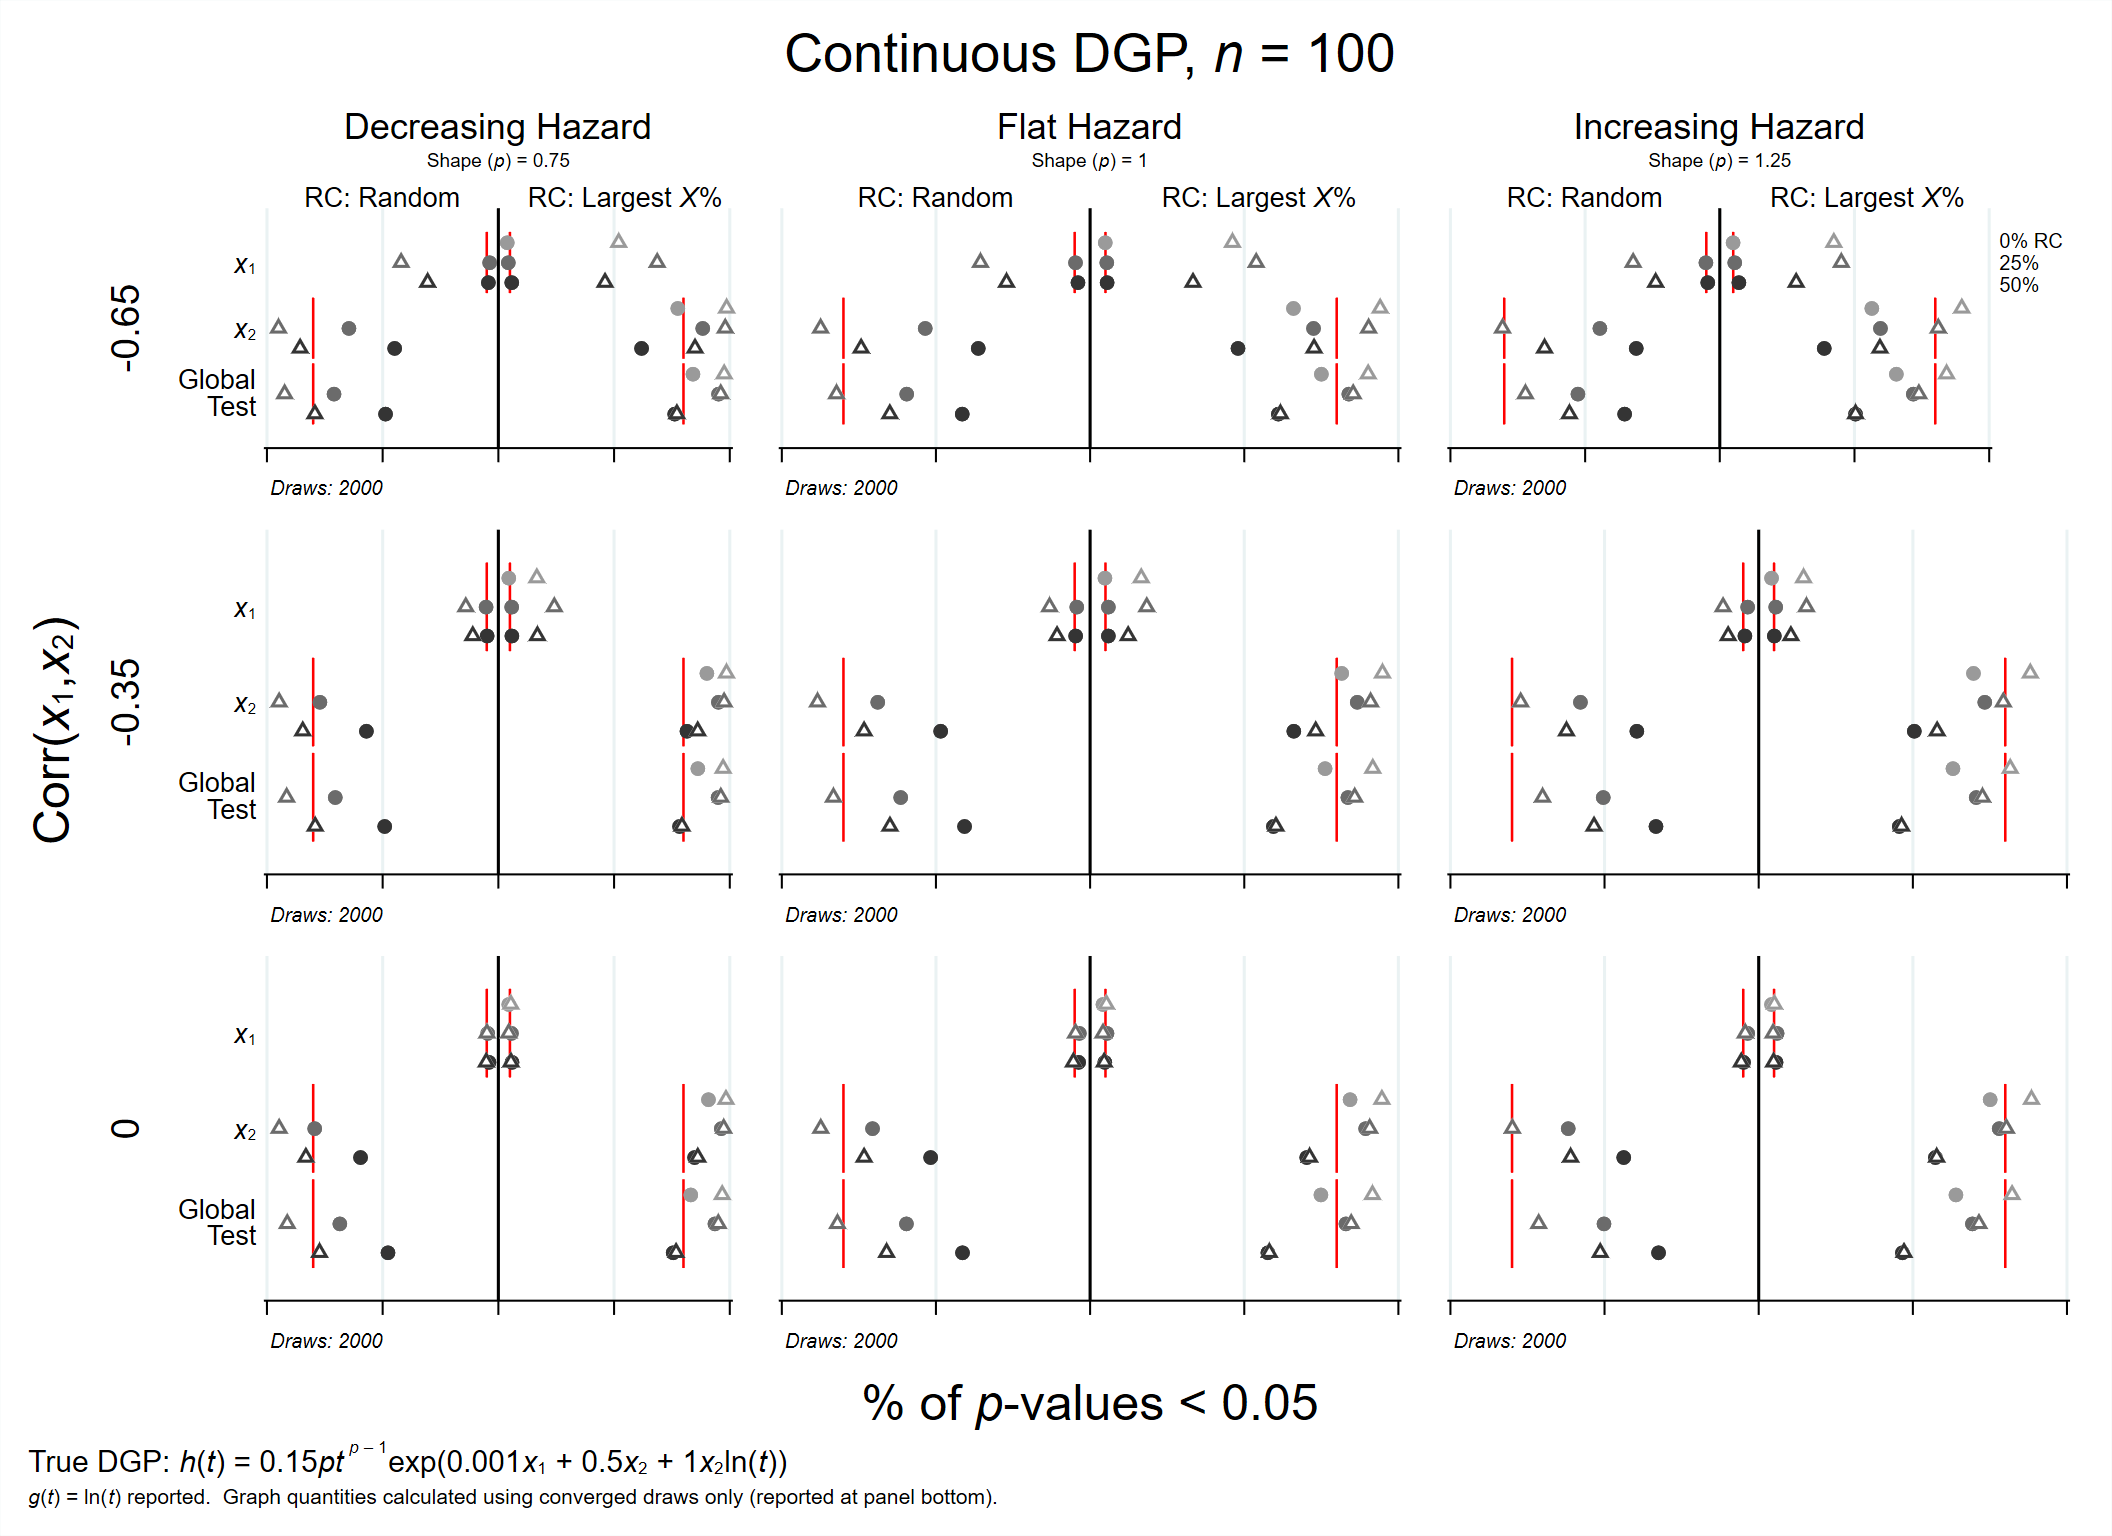 Continuous DGP, n = 100
Decreasing Hazard
Flat Hazard
Increasing Hazard
Shape (p) = 0.75
Shape (p) = 1
Shape (p) = 1.25
RC: Random
RC: Largest X%
RC: Random
RC: Largest X%
RC: Random
RC: Largest X%
0% RC
25%
50%
Corr(x1,x2)
-0.65
x1
x2
Global
Test
Draws: 2000
Draws: 2000
Draws: 2000
-0.35
x1
x2
Global
Test
Draws: 2000
Draws: 2000
Draws: 2000
0
x1
x2
Global
Test
Draws: 2000
Draws: 2000
Draws: 2000
% of p-values < 0.05
True DGP: h(t) = 0.15pt^p − 1 exp(0.001x1 + 0.5x2 + 1x2ln(t))
g(t) = ln(t) reported.  Graph quantities calculated using converged draws only (reported at panel bottom).